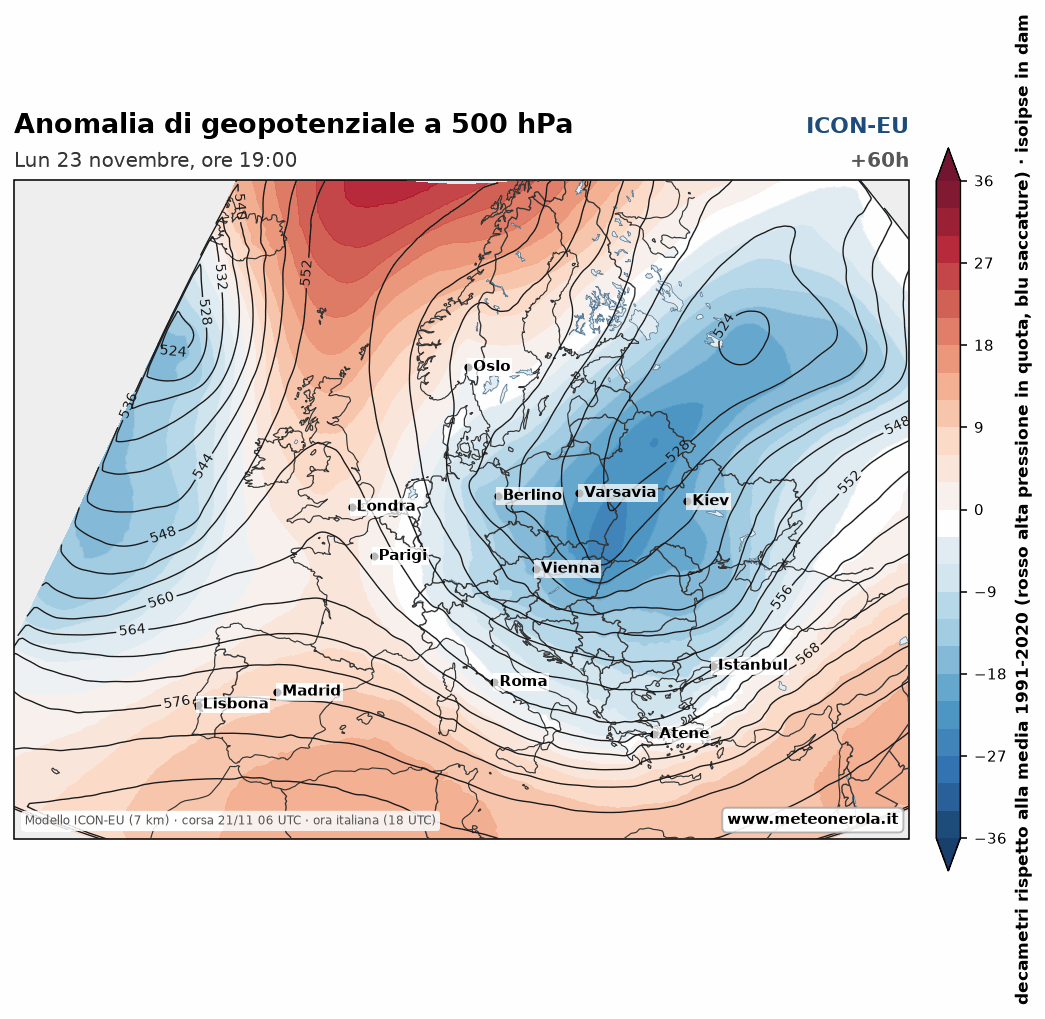 Anomalia di geopotenziale a 500 hPa
ICON-EU
Lun 23 novembre, ore 19:00
+60h
540
552
532
528
524
524
536
528
548
544
552
548
556
560
564
568
576
Oslo
Berlino
Varsavia
Kiev
Londra
Parigi
Vienna
Istanbul
Roma
Madrid
Lisbona
Atene
Modello ICON-EU (7 km) · corsa 21/11 06 UTC · ora italiana (18 UTC)
www.meteonerola.it
36
27
18
9
0
−9
−18
−27
−36
decametri rispetto alla media 1991-2020 (rosso alta pressione in quota, blu saccature) · isoipse in dam